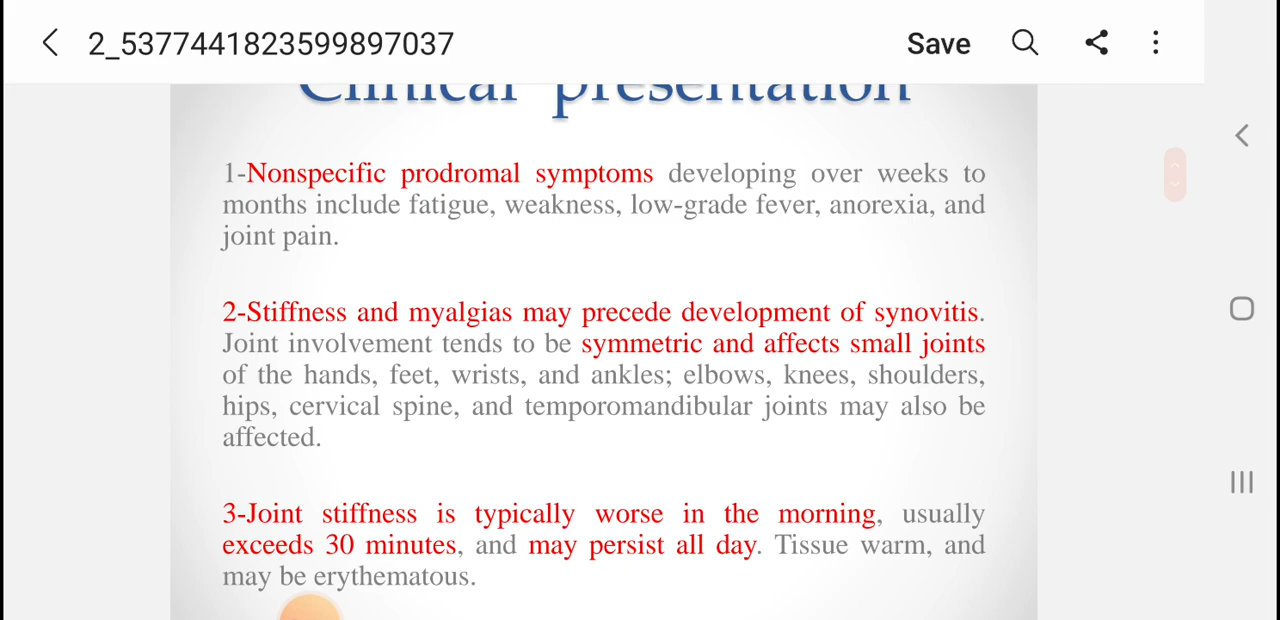 2_5377441823599897037
Save
Clinical presentation
1-Nonspecific prodromal symptoms developing over weeks to
months include fatigue, weakness, low-grade fever, anorexia, and
joint pain.
2-Stiffness and myalgias may precede development of synovitis.
Joint involvement tends to be symmetric and affects small joints
of the hands, feet, wrists, and ankles; elbows, knees, shoulders,
hips, cervical spine, and temporomandibular joints may also be
affected.
3-Joint stiffness is typically worse in the morning, usually
exceeds 30 minutes, and may persist all day. Tissue warm, and
may be erythematous.